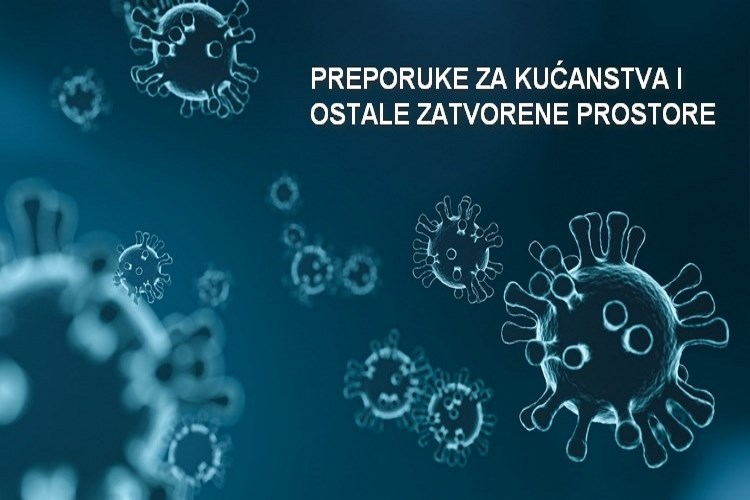 PREPORUKE ZA KUĆANSTVA I
OSTALE ZATVORENE PROSTORE